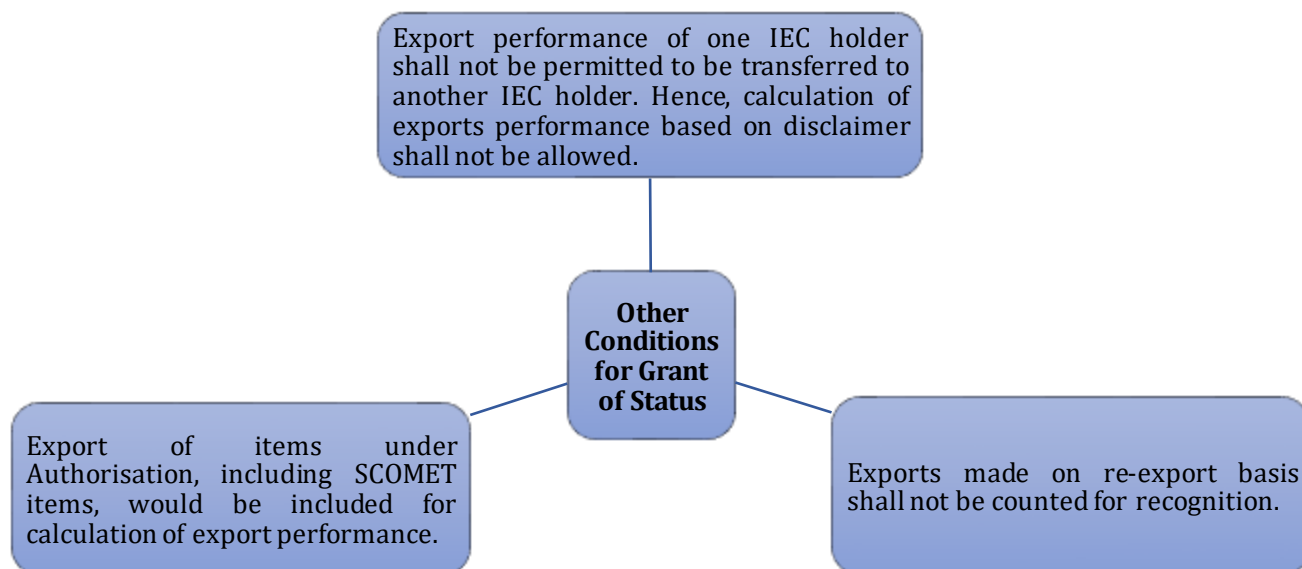 Export performance of one IEC holder
shall not be permitted to be transferred to
another IEC holder. Hence, calculation of
exports performance based on disclaimer
shall not be allowed.
Other
Conditions
for Grant
of Status
Export of items under
Authorisation, including SCOMET
items, would be included for
calculation of export performance.
Exports made on re-export basis
shall not be counted for recognition.